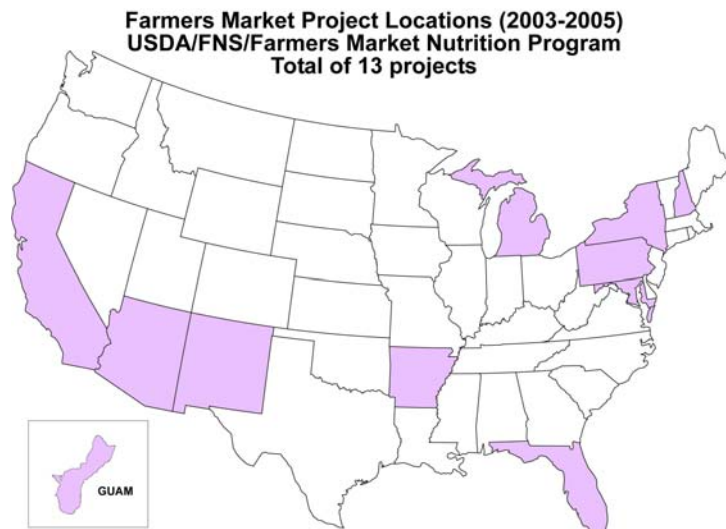 Farmers Market Project Locations (2003-2005)
USDA/FNS/Farmers Market Nutrition Program
Total of 13 projects
GUAM